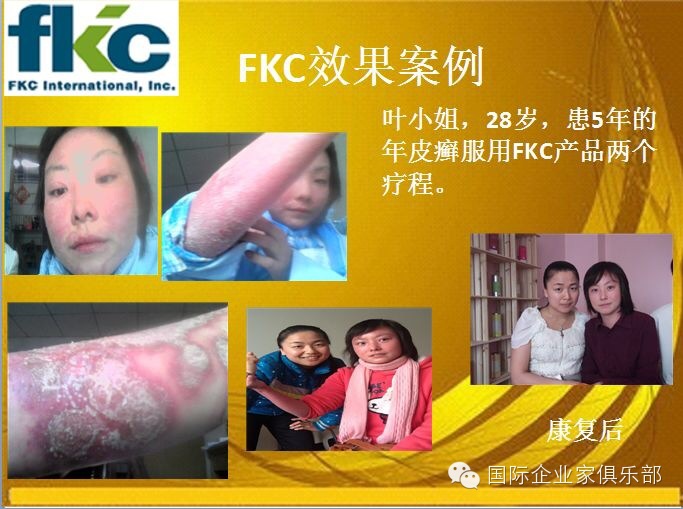 fkc
FKC International, Inc.
FKC效果案例
叶小姐，28岁，患5年的
年皮癣服用FKC产品两个
疗程。
康复后
国际企业家俱乐部